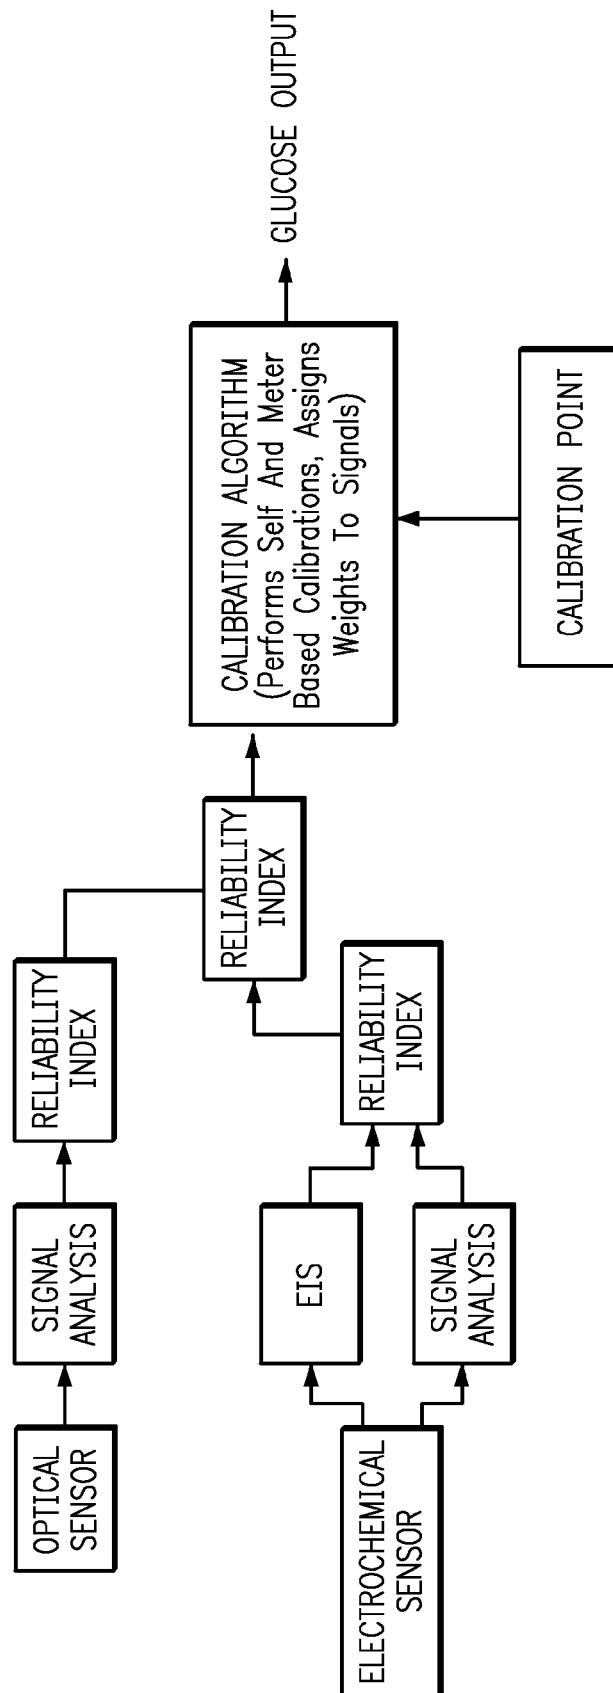 OPTICAL
SENSOR
SIGNAL
ANALYSIS
RELIABILITY
INDEX
ELECTROCHEMICAL
SENSOR
EIS
SIGNAL
ANALYSIS
RELIABILITY
INDEX
RELIABILITY
INDEX
CALIBRATION ALGORITHM
(Performs Self And Meter
Based Calibrations, Assigns
Weights To Signals)
GLUCOSE OUTPUT
CALIBRATION POINT